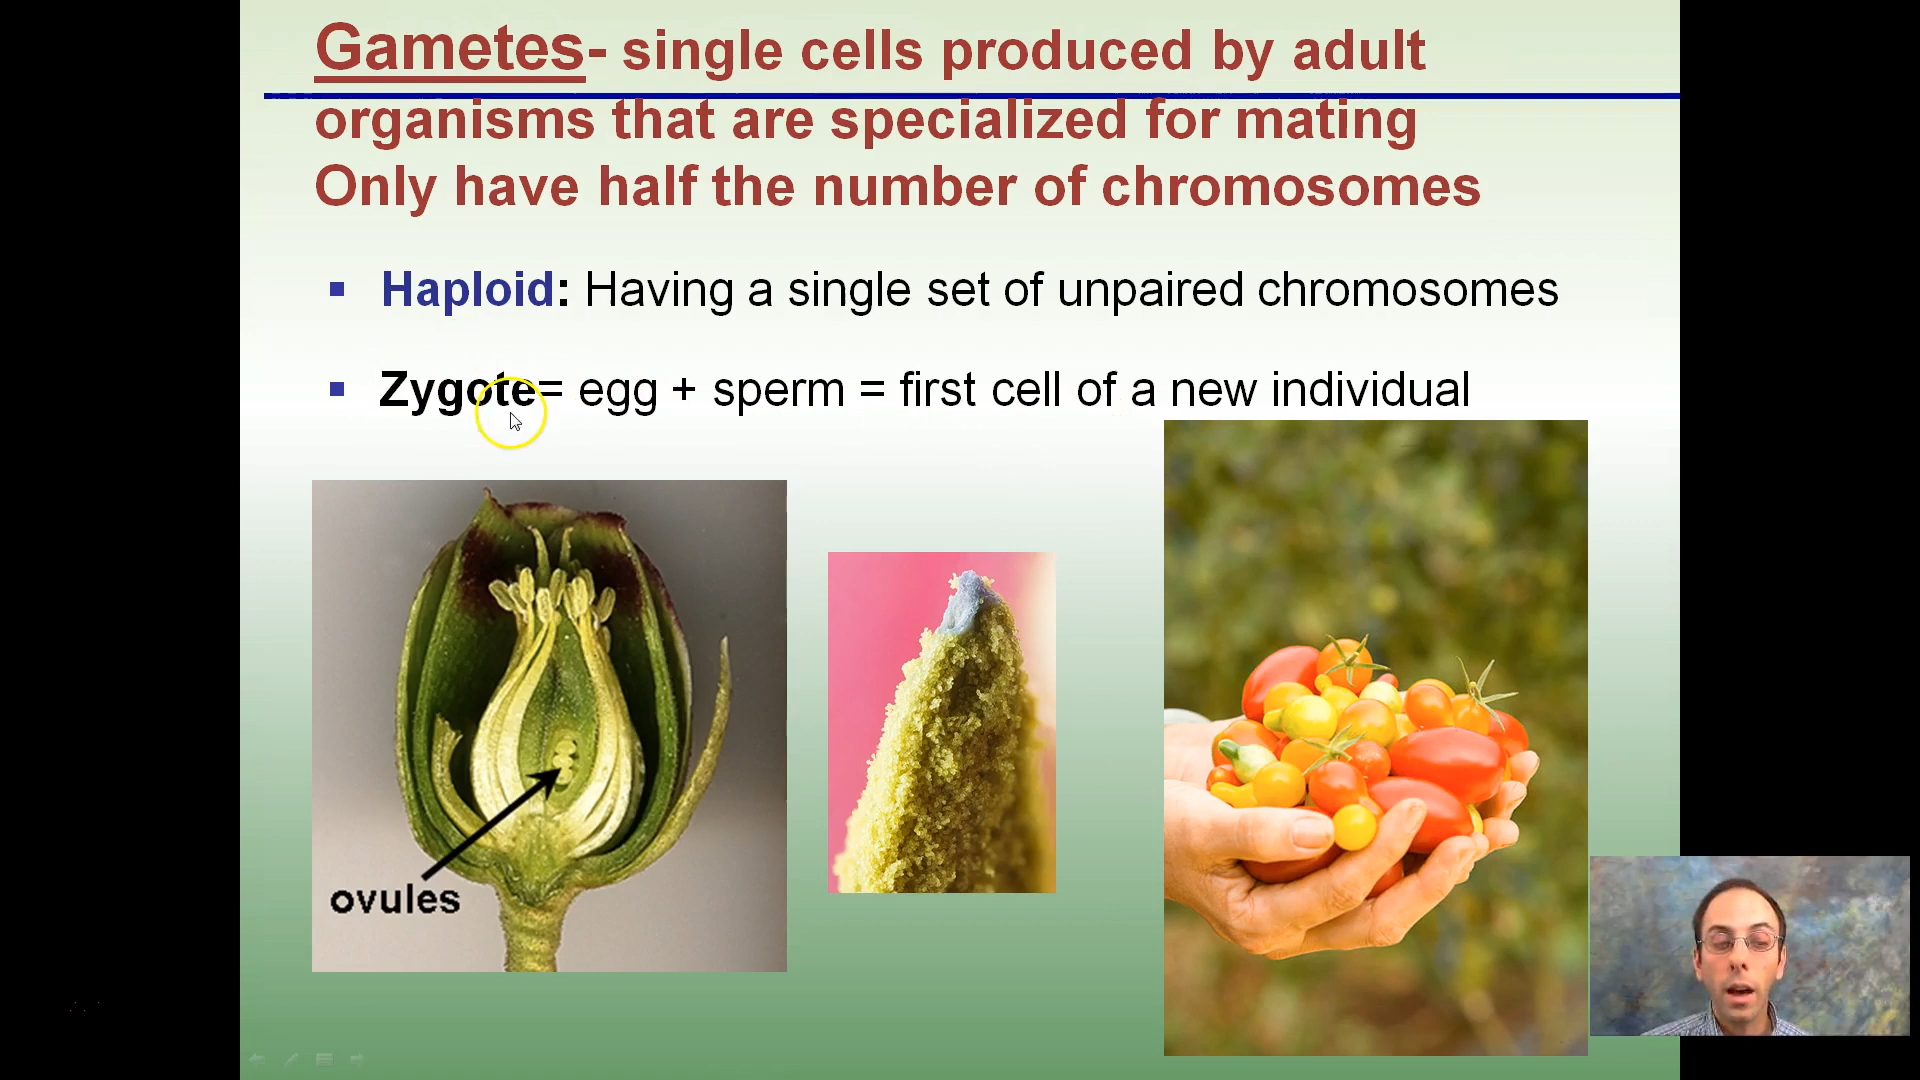 Gametes- single cells produced by adult
organisms that are specialized for mating
Only have half the number of chromosomes
Haploid: Having a single set of unpaired chromosomes
Zygote= egg + sperm = first cell of a new individual
ovules